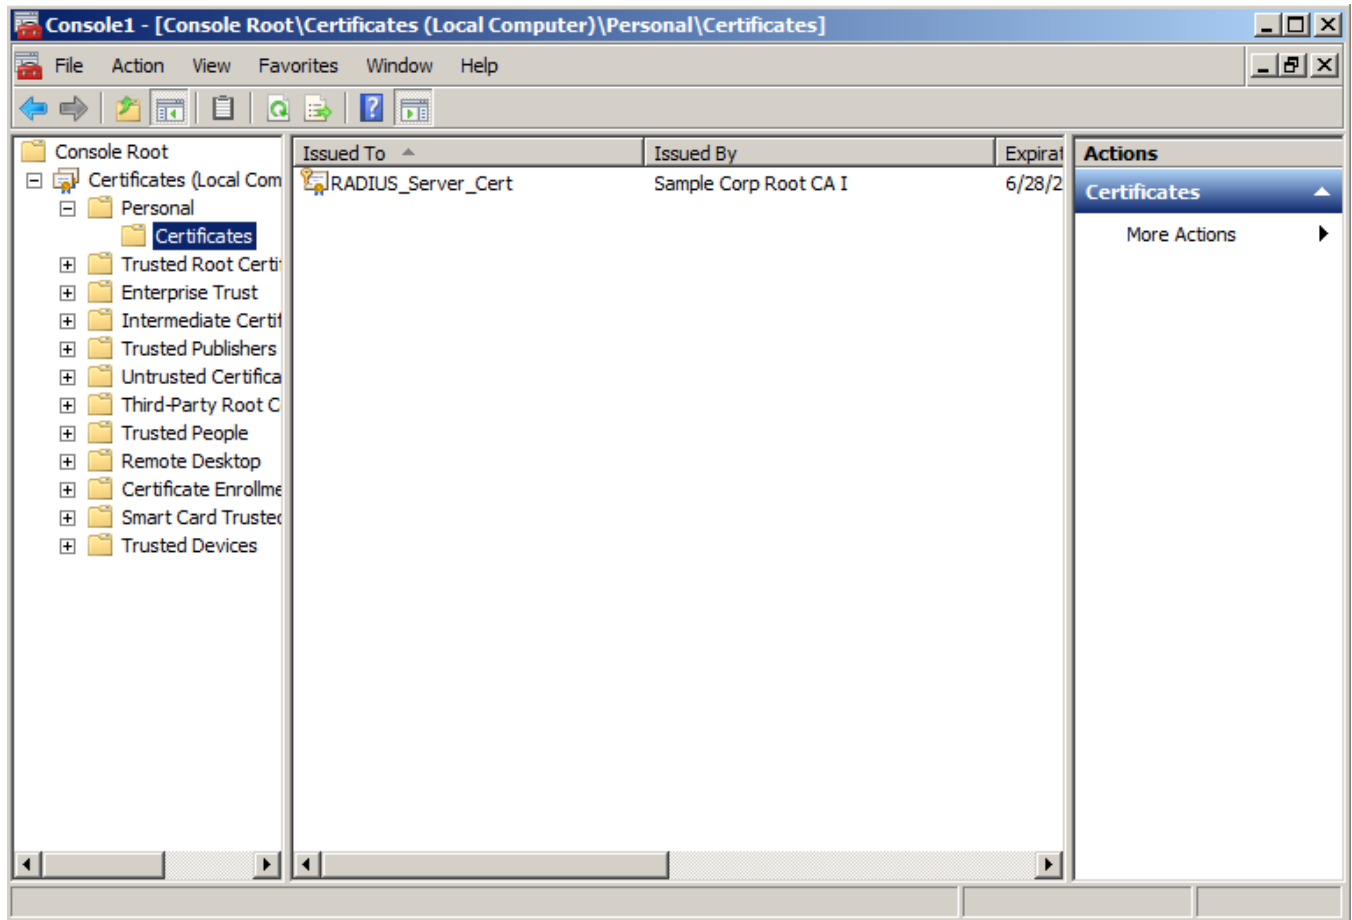 Console1 - [Console Root\Certificates (Local Computer)\Personal\Certificates]
File Action View Favorites Window Help
Console Root
Certificates (Local Com
Personal
Certificates
Trusted Root Certi
Enterprise Trust
Intermediate Certif
Trusted Publishers
Untrusted Certifica
Third-Party Root C
Trusted People
Remote Desktop
Certificate Enrollme
Smart Card Trusted
Trusted Devices
Issued To Issued By Expirat
RADIUS_Server_Cert Sample Corp Root CA I 6/28/2
Actions
Certificates
More Actions